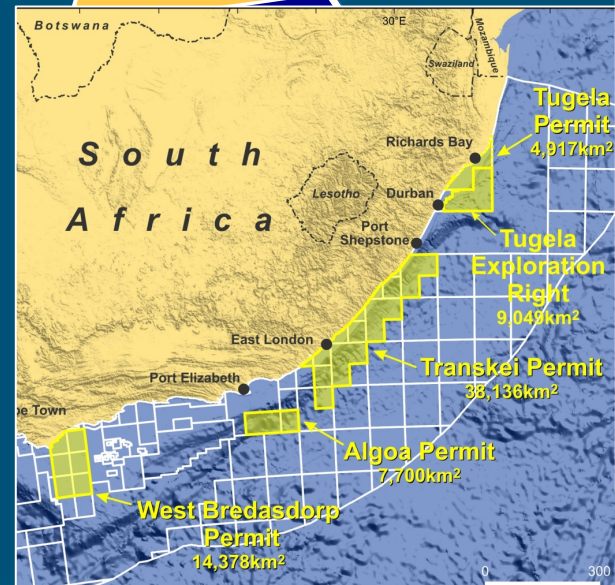 Botswana
30°E
Mozambique
Swaziland
Tugela
Permit
4,917km²
Richards Bay
South
Africa
Lesotho
Durban
Port
Shepstone
Tugela
Exploration
Right
9,049km²
East London
Transkei Permit
38,136km²
Port Elizabeth
pe Town
Algoa Permit
7,700km²
West Bredasdorp
Permit
14,378km²
0
300